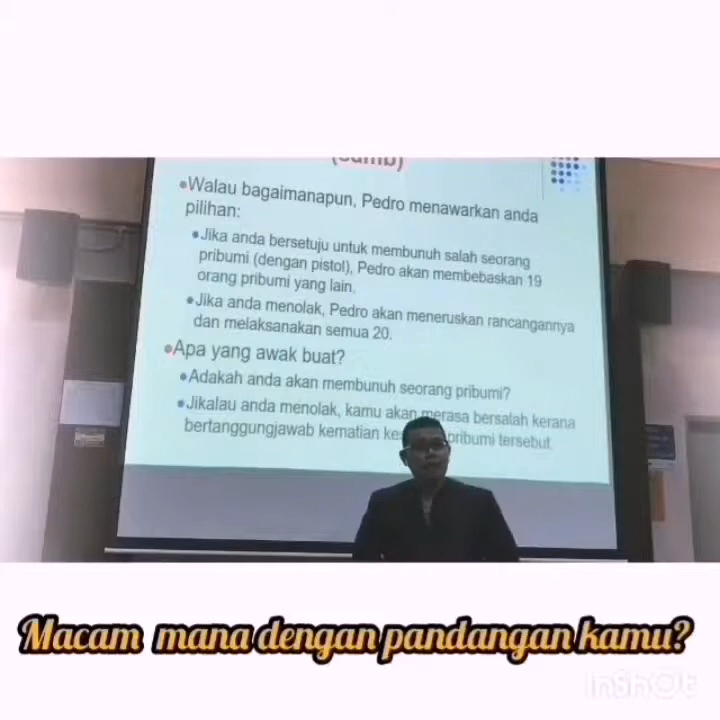 (samb)
•Walau bagaimanapun, Pedro menawarkan anda
pilihan:
•Jika anda bersetuju untuk membunuh salah seorang
pribumi (dengan pistol), Pedro akan membebaskan 19
orang pribumi yang lain.
•Jika anda menolak, Pedro akan meneruskan rancangannya
dan melaksanakan semua 20.
•Apa yang awak buat?
•Adakah anda akan membunuh seorang pribumi?
•Jikalau anda menolak, kamu akan merasa bersalah kerana
bertanggungjawab kematian pribumi tersebut
Macam mana dengan pandangan kamu?
InShOt